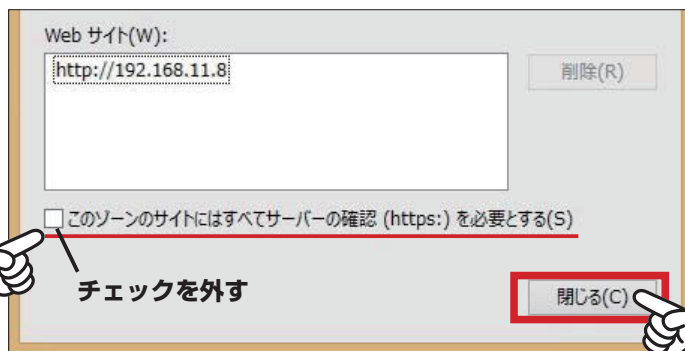 Web サイト(W):
http://192.168.11.8
削除(R)
このゾーンのサイトにはすべてサーバーの確認 (https:) を必要とする(S)
チェックを外す
閉じる(C)